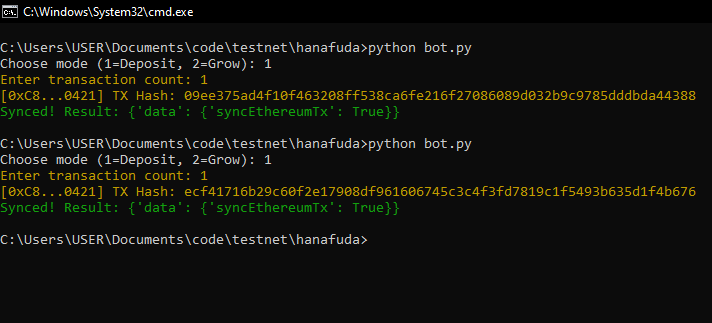 C:\Windows\System32\cmd.exe
C:\Users\USER\Documents\code\testnet\hanafuda>python bot.py
Choose mode (1=Deposit, 2=Grow): 1
Enter transaction count: 1
[0xC8...0421] TX Hash: 09ee375ad4f10f463208ff538ca6fe216f27086089d032b9c9785dddbda44388
Synced! Result: {'data': {'syncEthereumTx': True}}
C:\Users\USER\Documents\code\testnet\hanafuda>python bot.py
Choose mode (1=Deposit, 2=Grow): 1
Enter transaction count: 1
[0xC8...0421] TX Hash: ecf41716b29c60f2e17908df961606745c3c4f3fd7819c1f5493b635d1f4b676
Synced! Result: {'data': {'syncEthereumTx': True}}
C:\Users\USER\Documents\code\testnet\hanafuda>